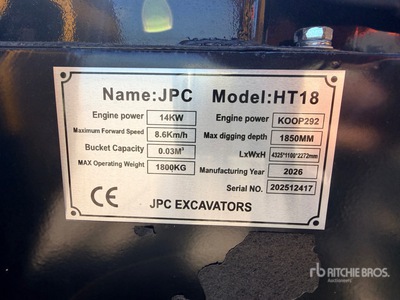 Name:JPC Model:HT18
Engine power 14KW Engine power KOOP292
Maximum Forward Speed 8.6Km/h Max digging depth 1850MM
Bucket Capacity 0.03M³ LxWxH 4325*1100*2272mm
MAX Operating Weight 1800KG Manufacturing Year 2026
Serial NO. 202512417
CE JPC EXCAVATORS
rb RITCHIE BROS.